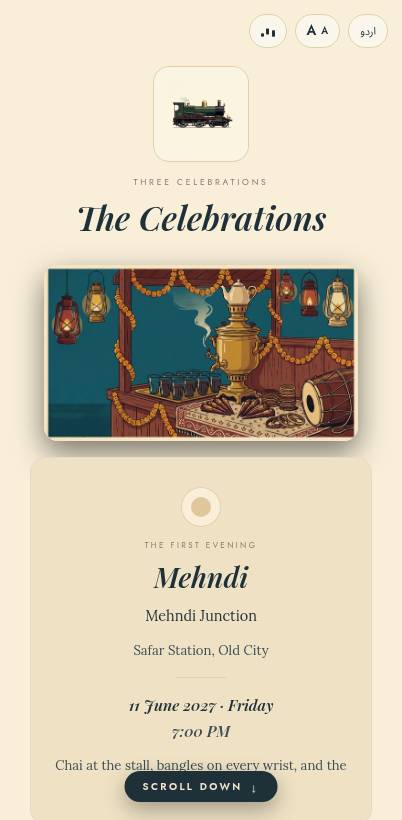 A A
اردو
THREE CELEBRATIONS
The Celebrations
THE FIRST EVENING
Mehndi
Mehndi Junction
Safar Station, Old City
11 June 2027 · Friday
7:00 PM
Chai at the stall, bangles on every wrist, and the
SCROLL DOWN ↓